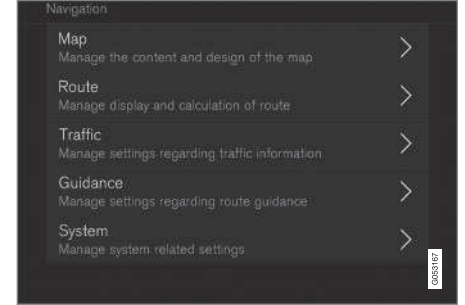 Navigation
Map
Manage the content and design of the map
Route
Manage display and calculation of route
Traffic
Manage settings regarding traffic information
Guidance
Manage settings regarding route guidance
System
Manage system related settings
G053167